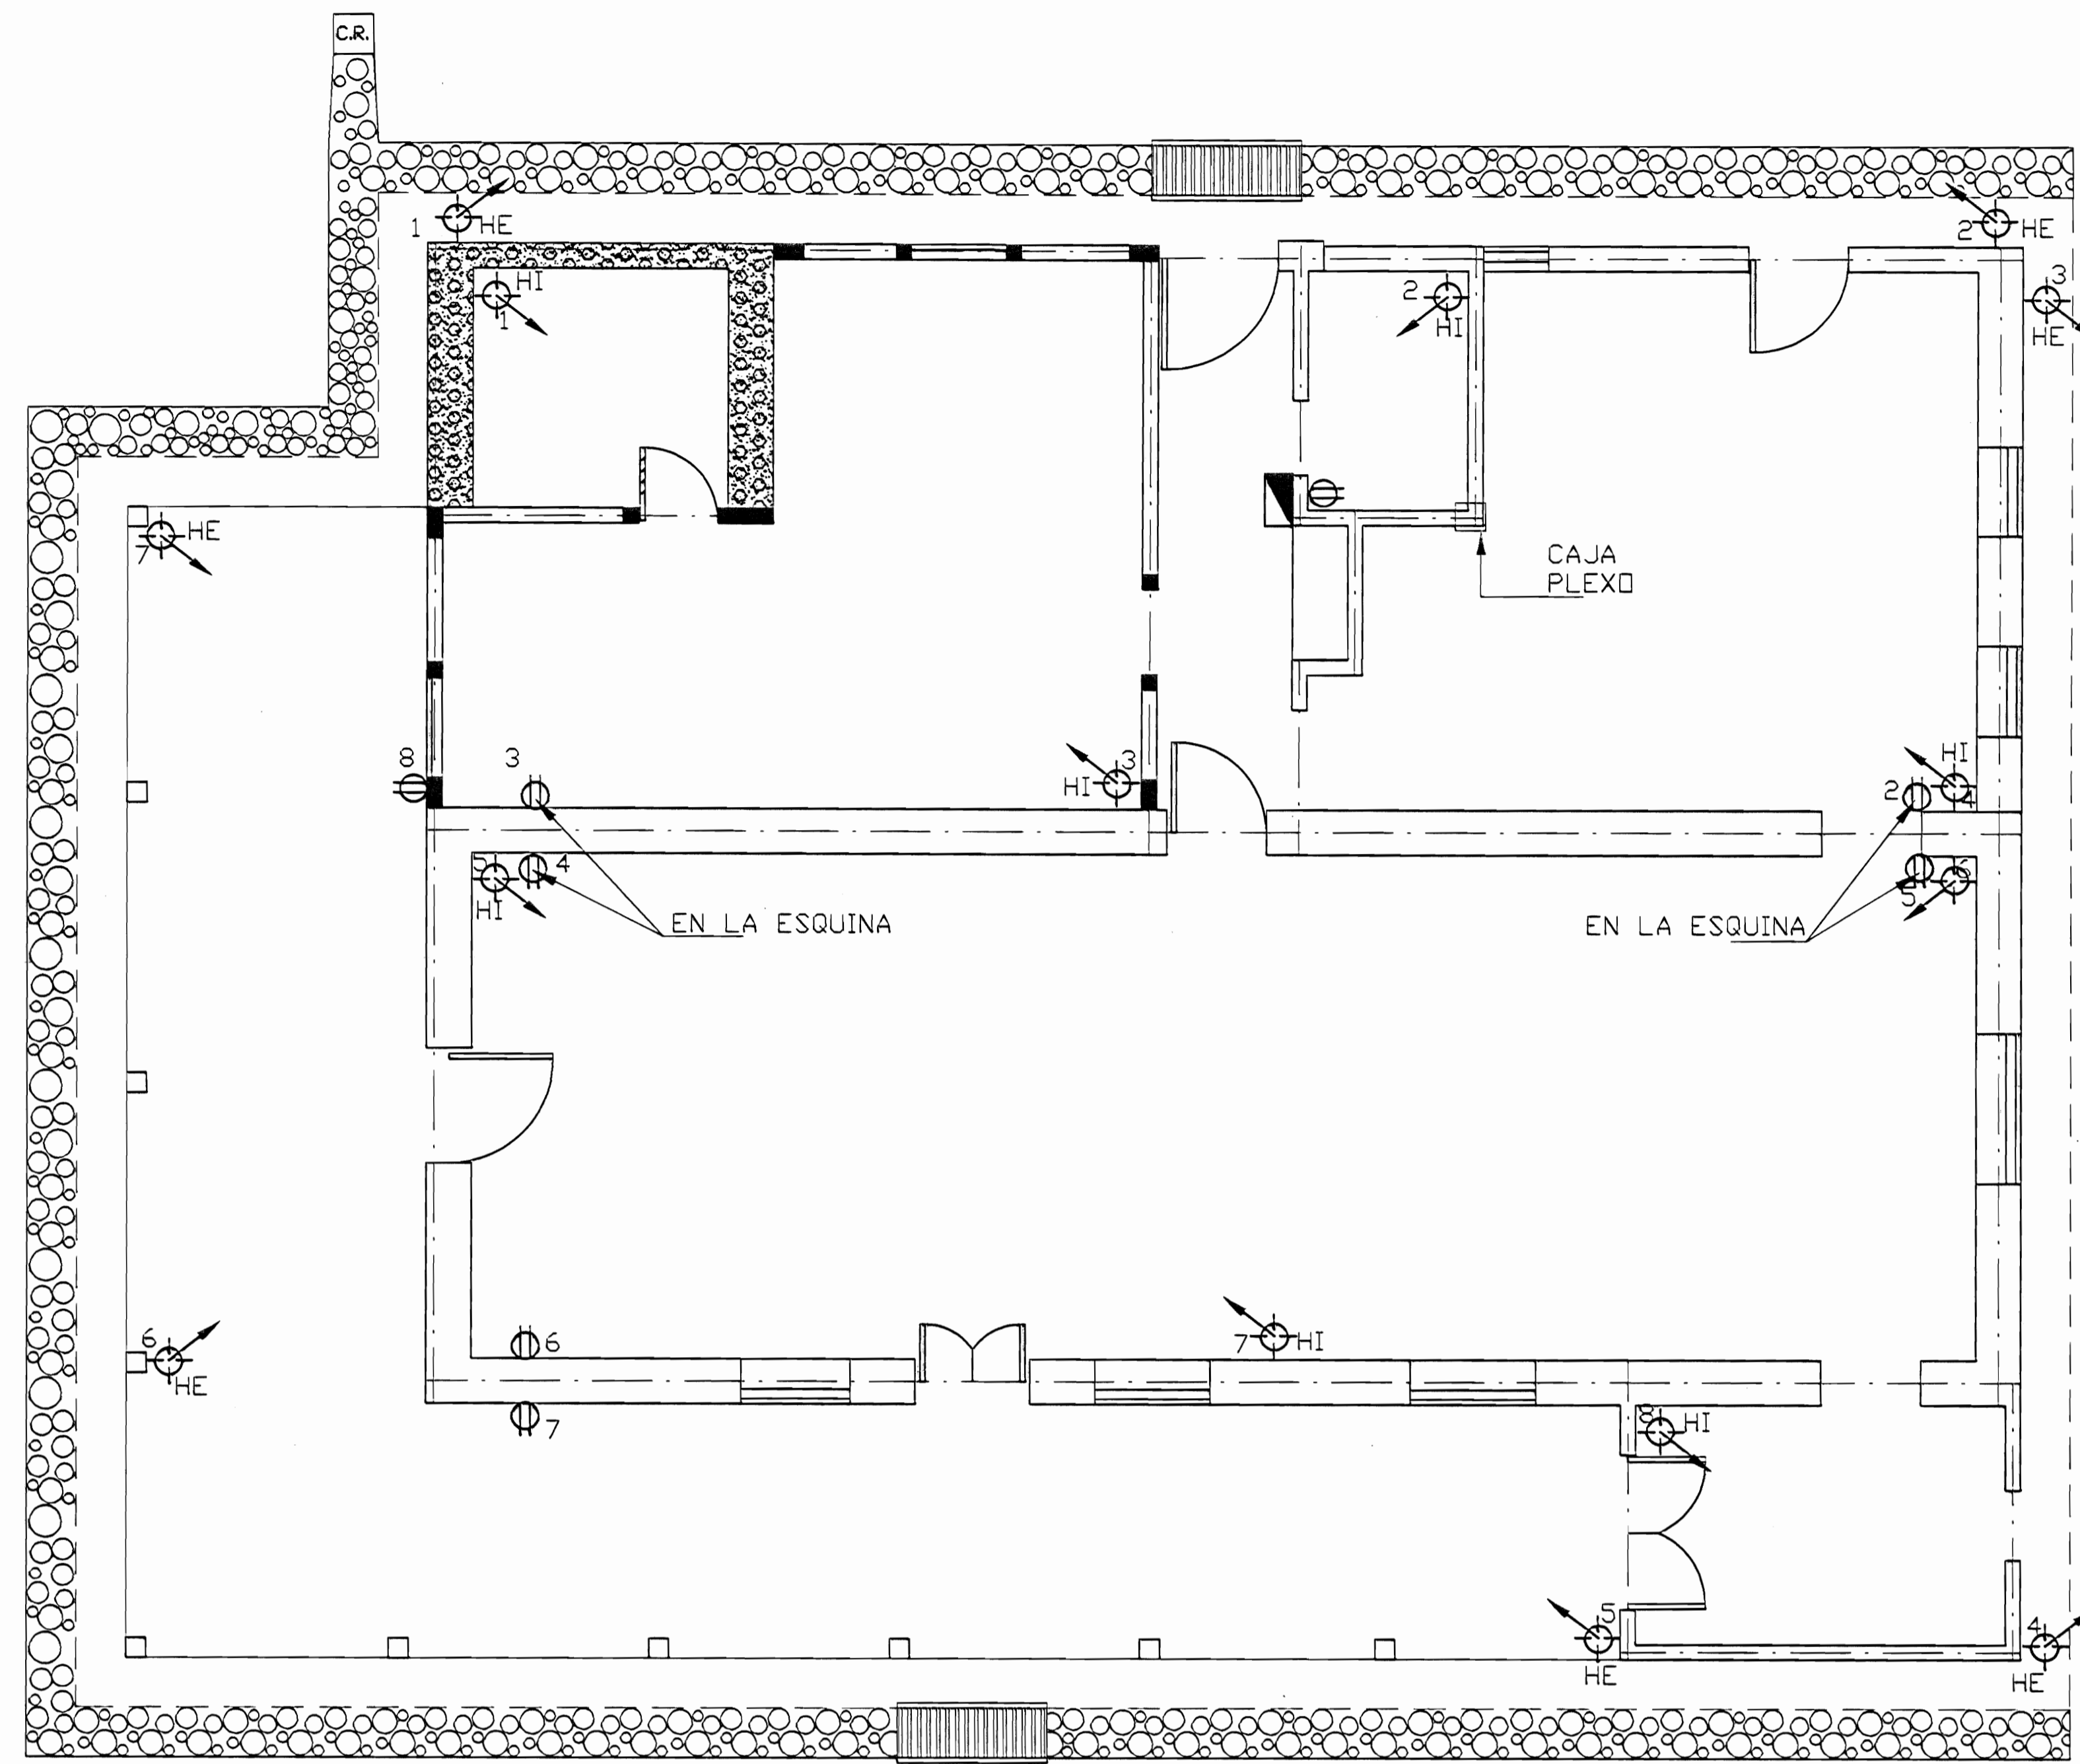 C.R.
1 HE
2 HE
HI
1
2
HI
3
HE
7 HE
CAJA
PLEXO
8
3
HI 3
HI
2
4
5
HI
4
EN LA ESQUINA
6
5
EN LA ESQUINA
6
HE
6
7
7 HI
8 HI
5
HE
4
HE